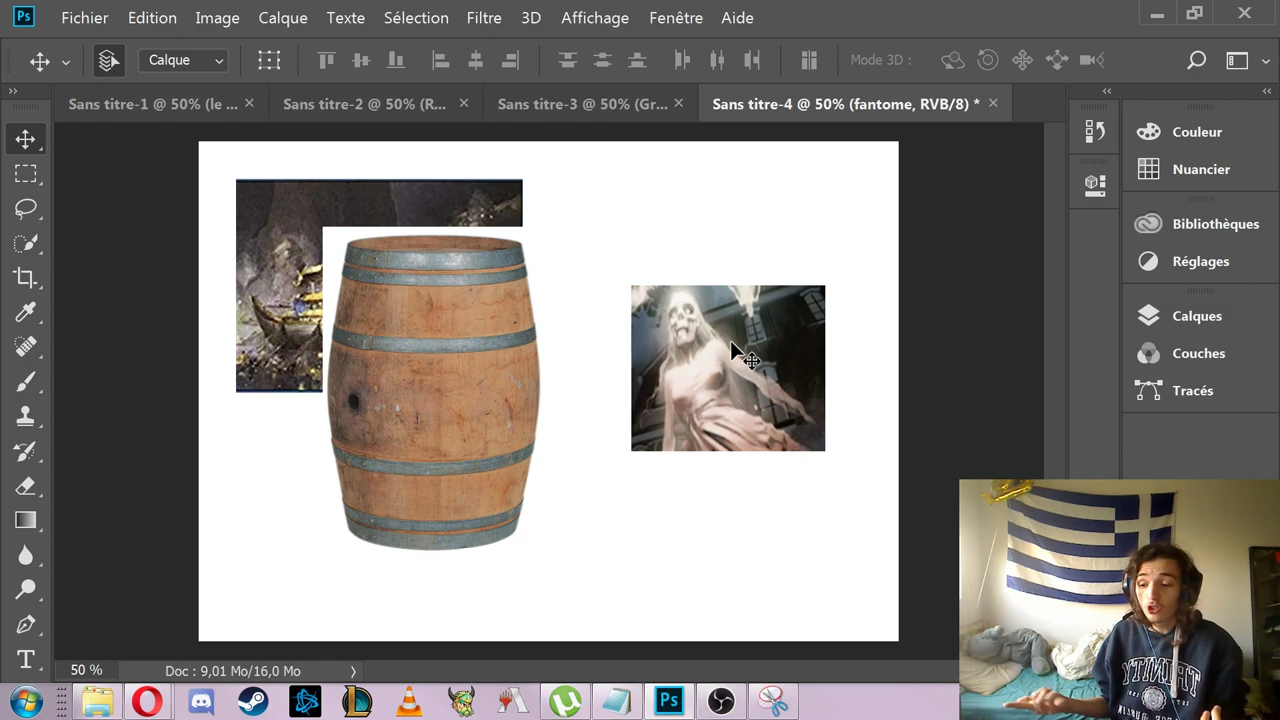 Ps Fichier Edition Image Calque Texte Sélection Filtre 3D Affichage Fenêtre Aide
Calque Mode 3D :
Sans titre-1 @ 50% (le ... Sans titre-2 @ 50% (R... Sans titre-3 @ 50% (Gr... Sans titre-4 @ 50% (fantome, RVB/8) *
Couleur
Nuancier
Bibliothèques
Réglages
Calques
Couches
Tracés
T
50 % Doc : 9,01 Mo/16,0 Mo
Ps